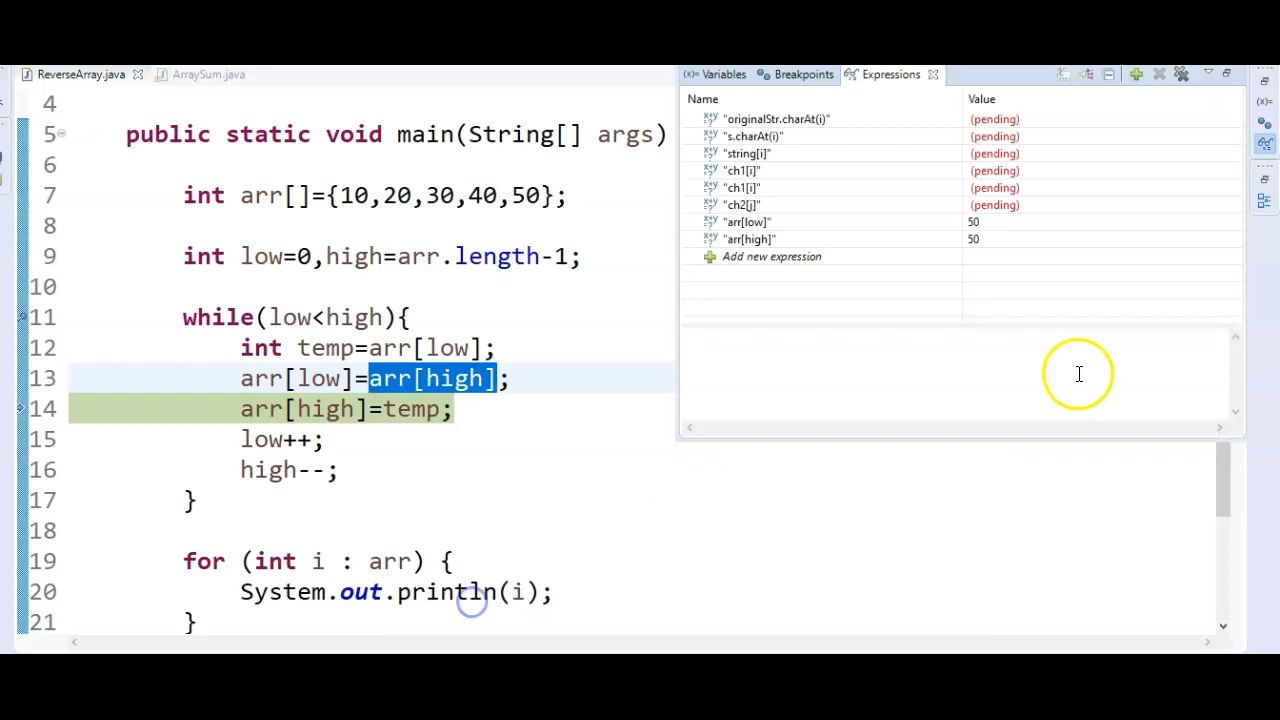 ReverseArray.java ArraySum.java
4
5 public static void main(String[] args)
6
7 int arr[]={10,20,30,40,50};
8
9 int low=0,high=arr.length-1;
10
11 while(low<high){
12 int temp=arr[low];
13 arr[low]=arr[high];
14 arr[high]=temp;
15 low++;
16 high--;
17 }
18
19 for (int i : arr) {
20 System.out.println(i);
21 }
(x)= Variables Breakpoints Expressions
Name Value
"originalStr.charAt(i)" (pending)
"s.charAt(i)" (pending)
"string[i]" (pending)
"ch1[i]" (pending)
"ch1[i]" (pending)
"ch2[j]" (pending)
"arr[low]" 50
"arr[high]" 50
Add new expression
(x)=